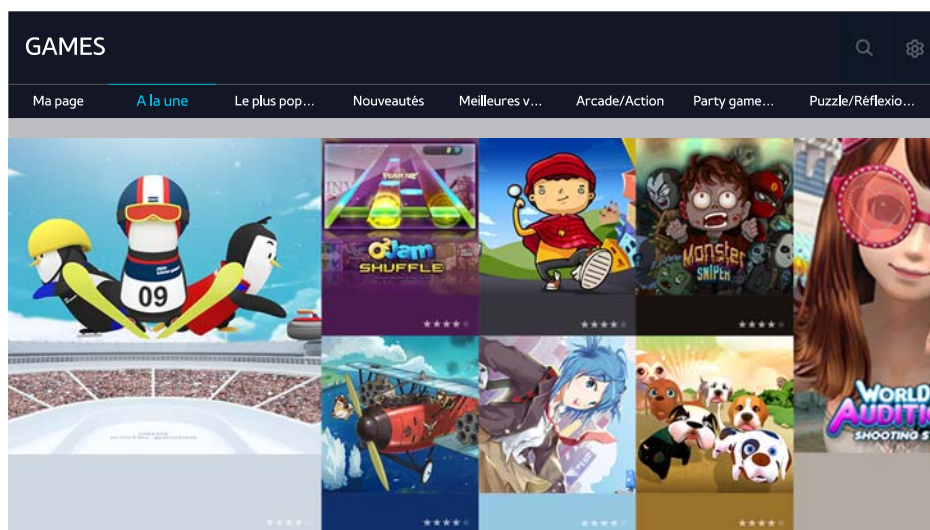 GAMES
Ma page
A la une
Le plus pop...
Nouveautés
Meilleures v...
Arcade/Action
Party game...
Puzzle/Réflexio...
09
O2Jam
SHUFFLE
MONSTER
SNIPER
WORLD
AUDITI
SHOOTING S